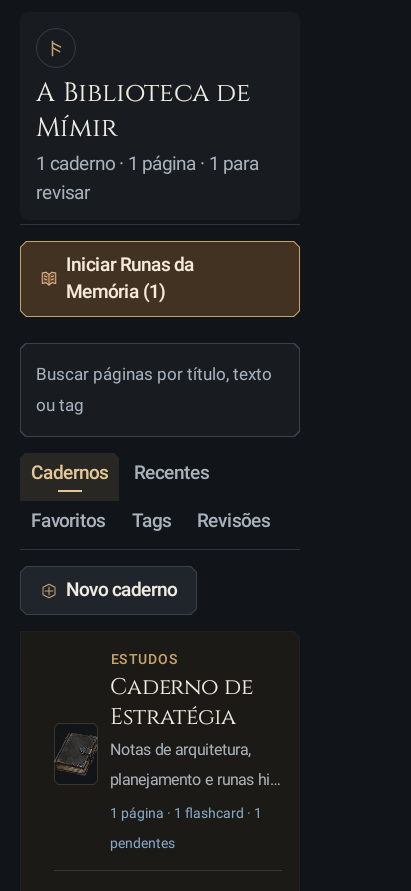 A Biblioteca de
Mímir
1 caderno · 1 página · 1 para
revisar
Iniciar Runas da
Memória (1)
Buscar páginas por título, texto
ou tag
Cadernos Recentes
Favoritos Tags Revisões
Novo caderno
ESTUDOS
Caderno de
Estratégia
Notas de arquitetura,
planejamento e runas hi...
1 página · 1 flashcard · 1
pendentes